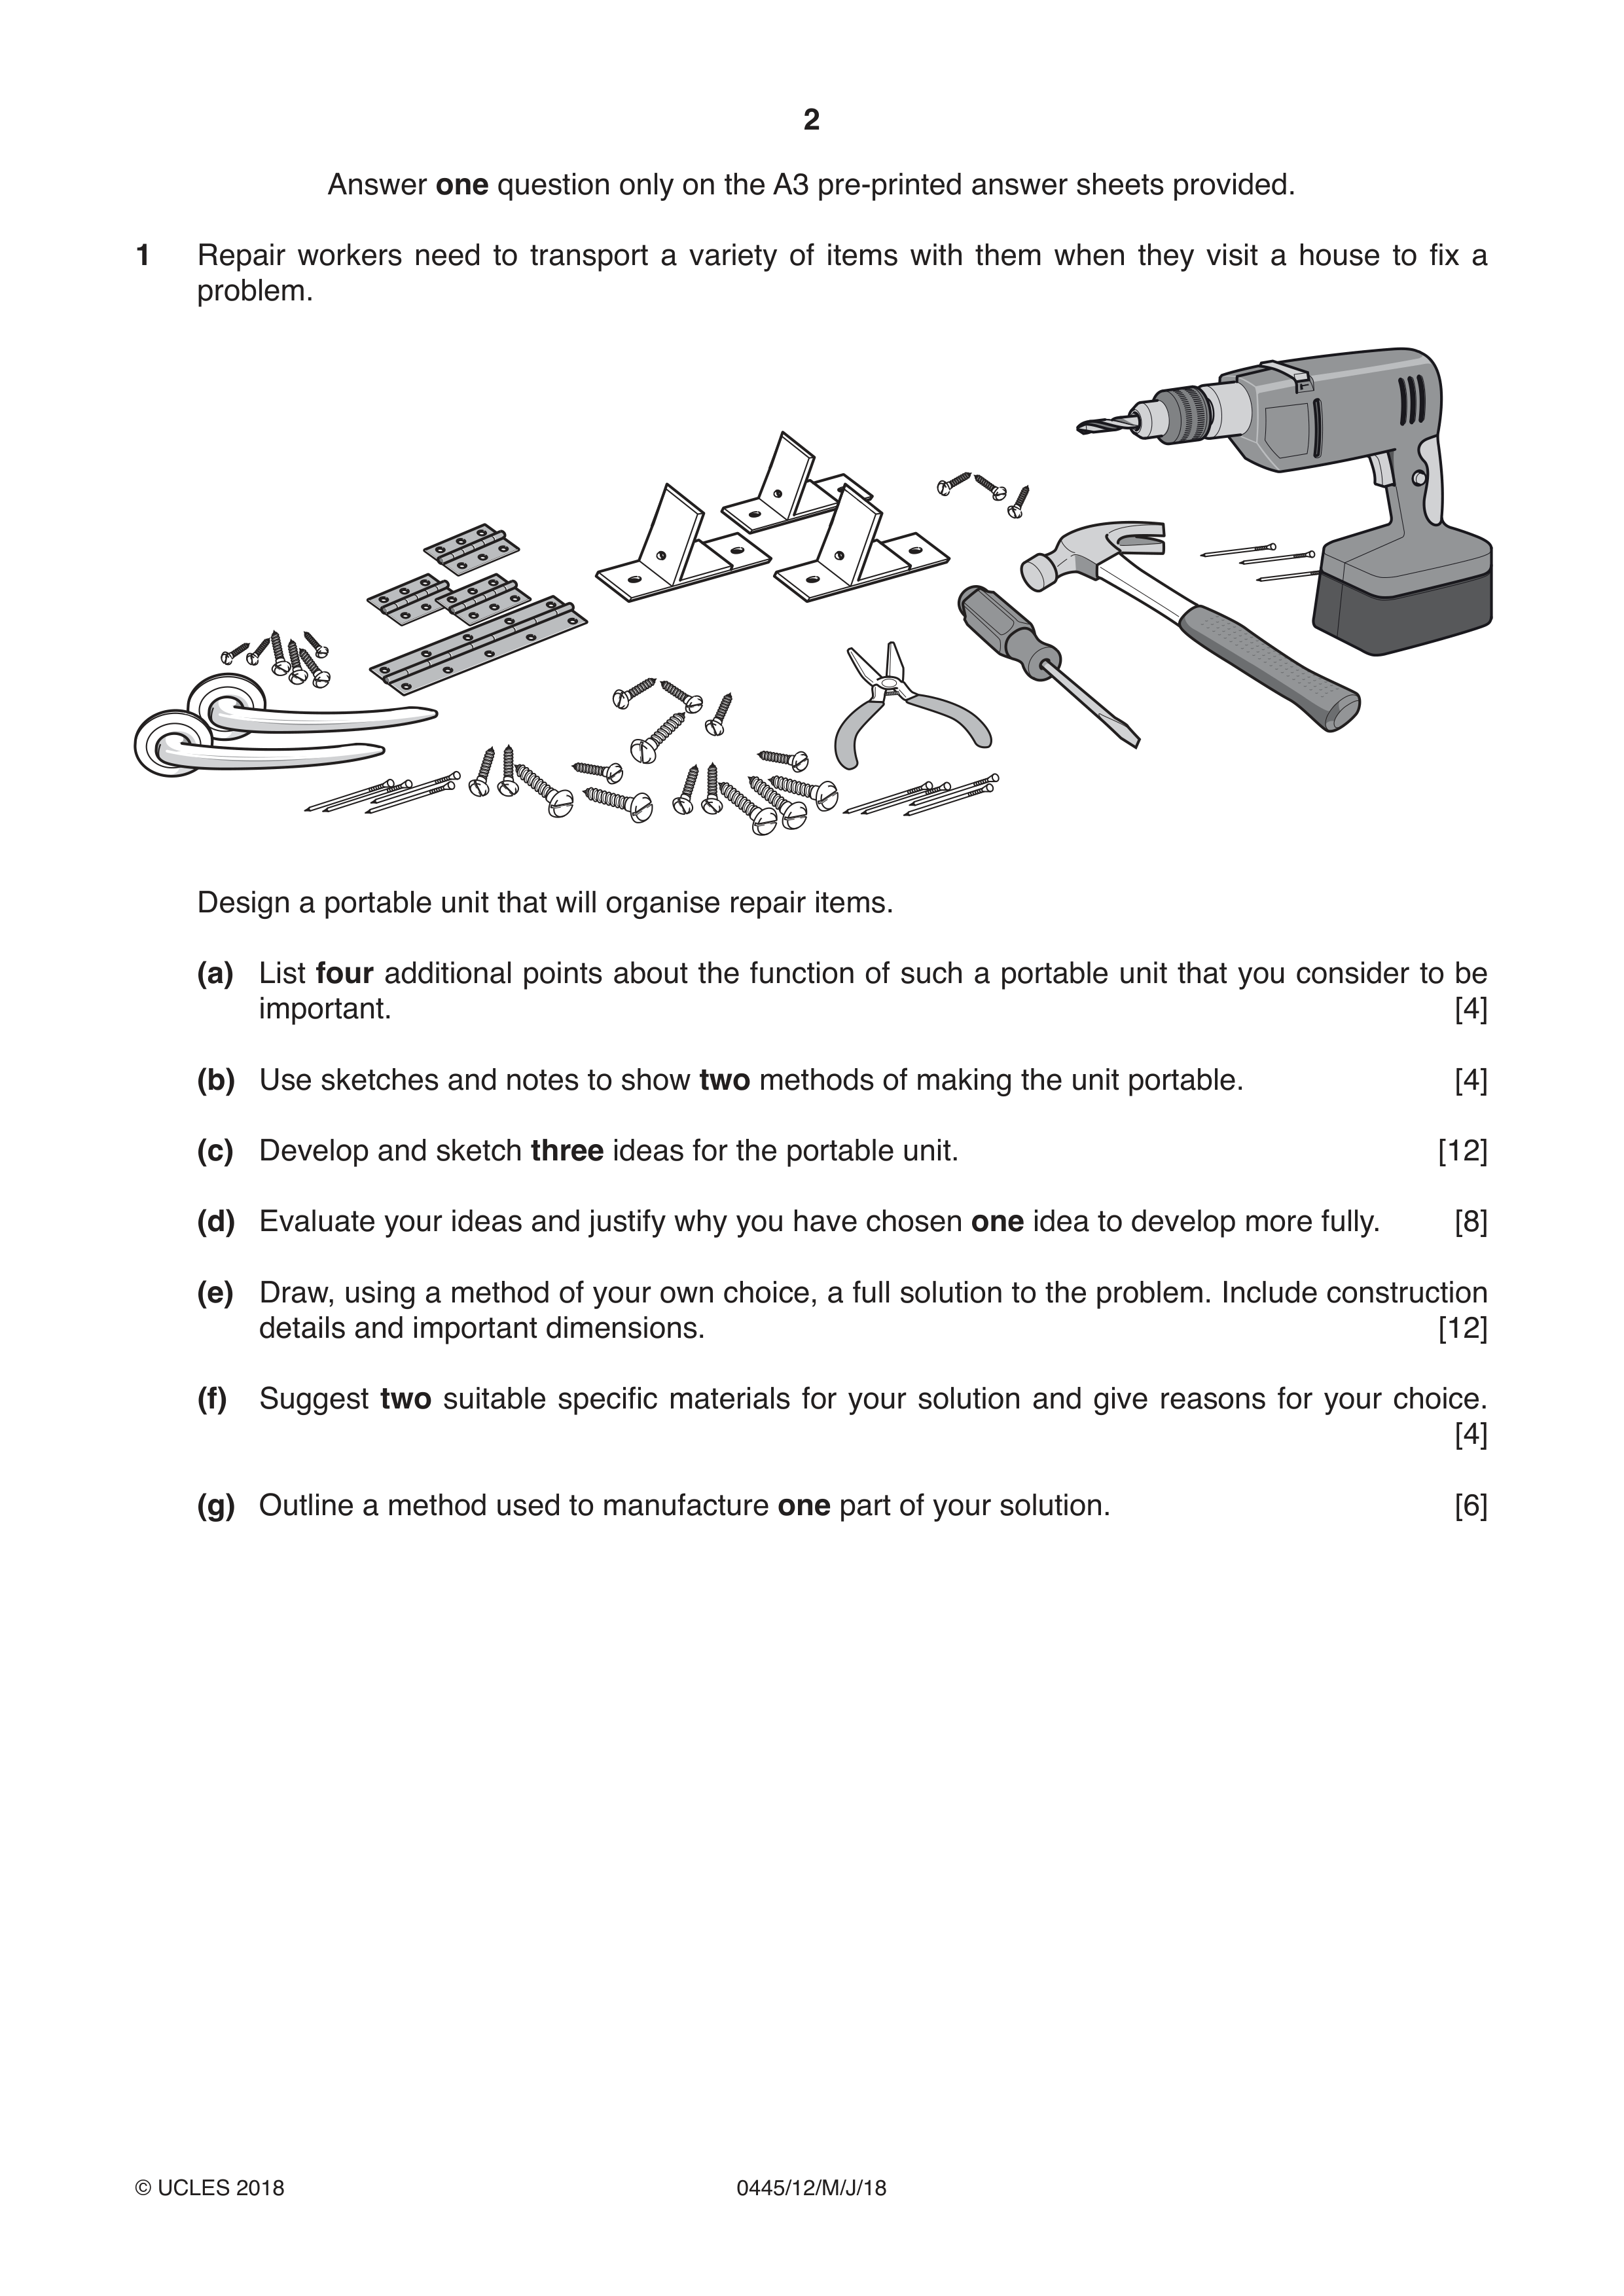 2
Answer one question only on the A3 pre-printed answer sheets provided.
1 Repair workers need to transport a variety of items with them when they visit a house to fix a
problem.
Design a portable unit that will organise repair items.
(a) List four additional points about the function of such a portable unit that you consider to be
important. [4]
(b) Use sketches and notes to show two methods of making the unit portable. [4]
(c) Develop and sketch three ideas for the portable unit. [12]
(d) Evaluate your ideas and justify why you have chosen one idea to develop more fully. [8]
(e) Draw, using a method of your own choice, a full solution to the problem. Include construction
details and important dimensions. [12]
(f) Suggest two suitable specific materials for your solution and give reasons for your choice.
[4]
(g) Outline a method used to manufacture one part of your solution. [6]
© UCLES 2018 0445/12/M/J/18